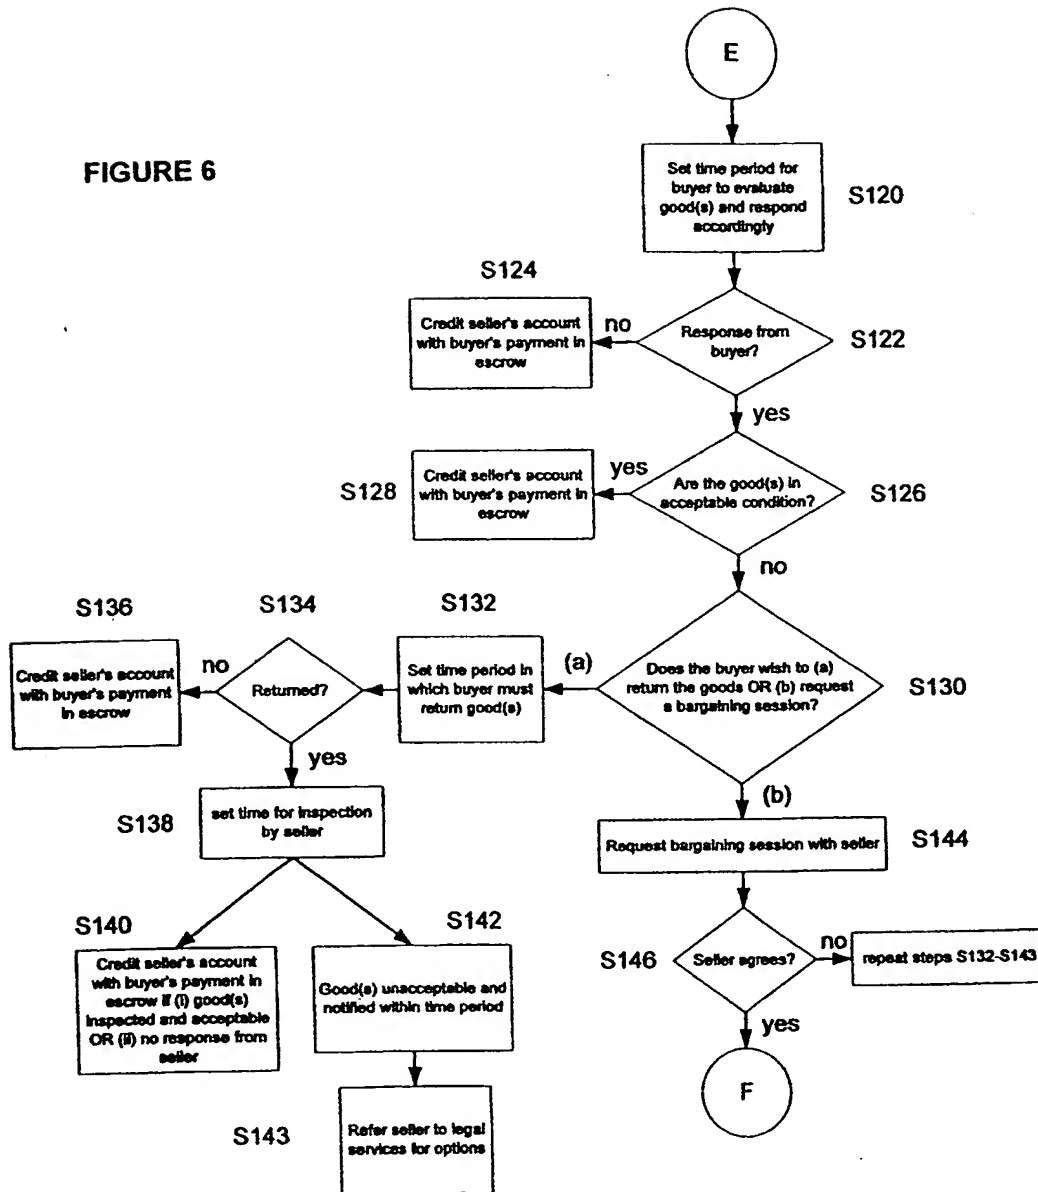 E
FIGURE 6
Set time period for
buyer to evaluate
good(s) and respond
accordingly
S120
S124
Credit seller's account
with buyer's payment in
escrow
no
Response from
buyer?
S122
yes
S128
Credit seller's account
with buyer's payment in
escrow
yes
Are the good(s) in
acceptable condition?
S126
no
S136
S134
S132
Credit seller's account
with buyer's payment
in escrow
no
Returned?
Set time period in
which buyer must
return good(s)
(a)
Does the buyer wish to (a)
return the goods OR (b) request
a bargaining session?
S130
yes
(b)
S138
set time for inspection
by seller
Request bargaining session with seller
S144
S140
Credit seller's account
with buyer's payment in
escrow if (i) good(s)
inspected and acceptable
OR (ii) no response from
seller
S142
Good(s) unacceptable and
notified within time period
S146
Seller agrees?
no
repeat steps S132-S143
yes
F
S143
Refer seller to legal
services for options